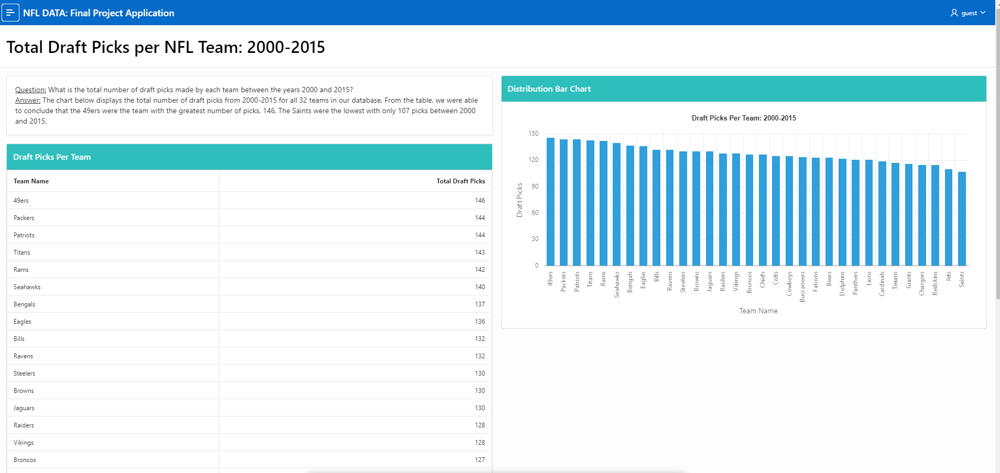 NFL DATA: Final Project Application
guest
Total Draft Picks per NFL Team: 2000-2015
Question: What is the total number of draft picks made by each team between the years 2000 and 2015?
Answer: The chart below displays the total number of draft picks from 2000-2015 for all 32 teams in our database. From the table, we were able
to conclude that the 49ers were the team with the greatest number of picks, 146. The Saints were the lowest with only 107 picks between 2000
and 2015.
Draft Picks Per Team
Team Name Total Draft Picks
49ers 146
Packers 144
Patriots 144
Titans 143
Rams 142
Seahawks 140
Bengals 137
Eagles 136
Bills 132
Ravens 132
Steelers 130
Browns 130
Jaguars 130
Raiders 128
Vikings 128
Broncos 127
Distribution Bar Chart
Draft Picks Per Team: 2000-2015
Draft Picks
150
120
90
60
30
0
49ers
Packers
Patriots
Titans
Rams
Seahawks
Bengals
Eagles
Bills
Ravens
Steelers
Browns
Jaguars
Raiders
Vikings
Broncos
Chiefs
Colts
Cowboys
Buccaneers
Falcons
Bears
Dolphins
Panthers
Lions
Cardinals
Texans
Giants
Chargers
Redskins
Jets
Saints
Team Name